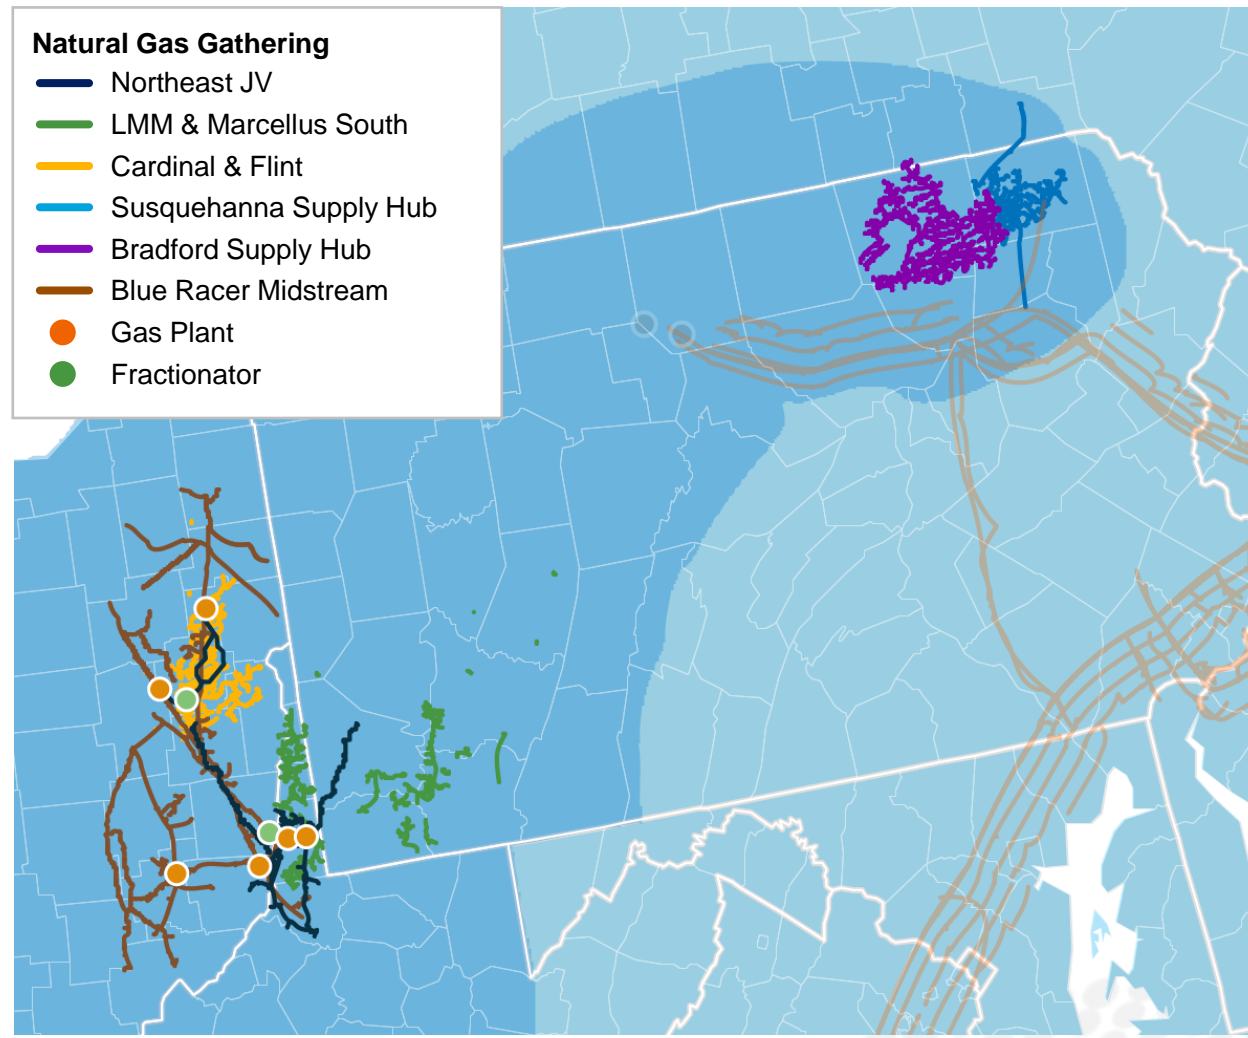 Natural Gas Gathering
Northeast JV
LMM & Marcellus South
Cardinal & Flint
Susquehanna Supply Hub
Bradford Supply Hub
Blue Racer Midstream
Gas Plant
Fractionator